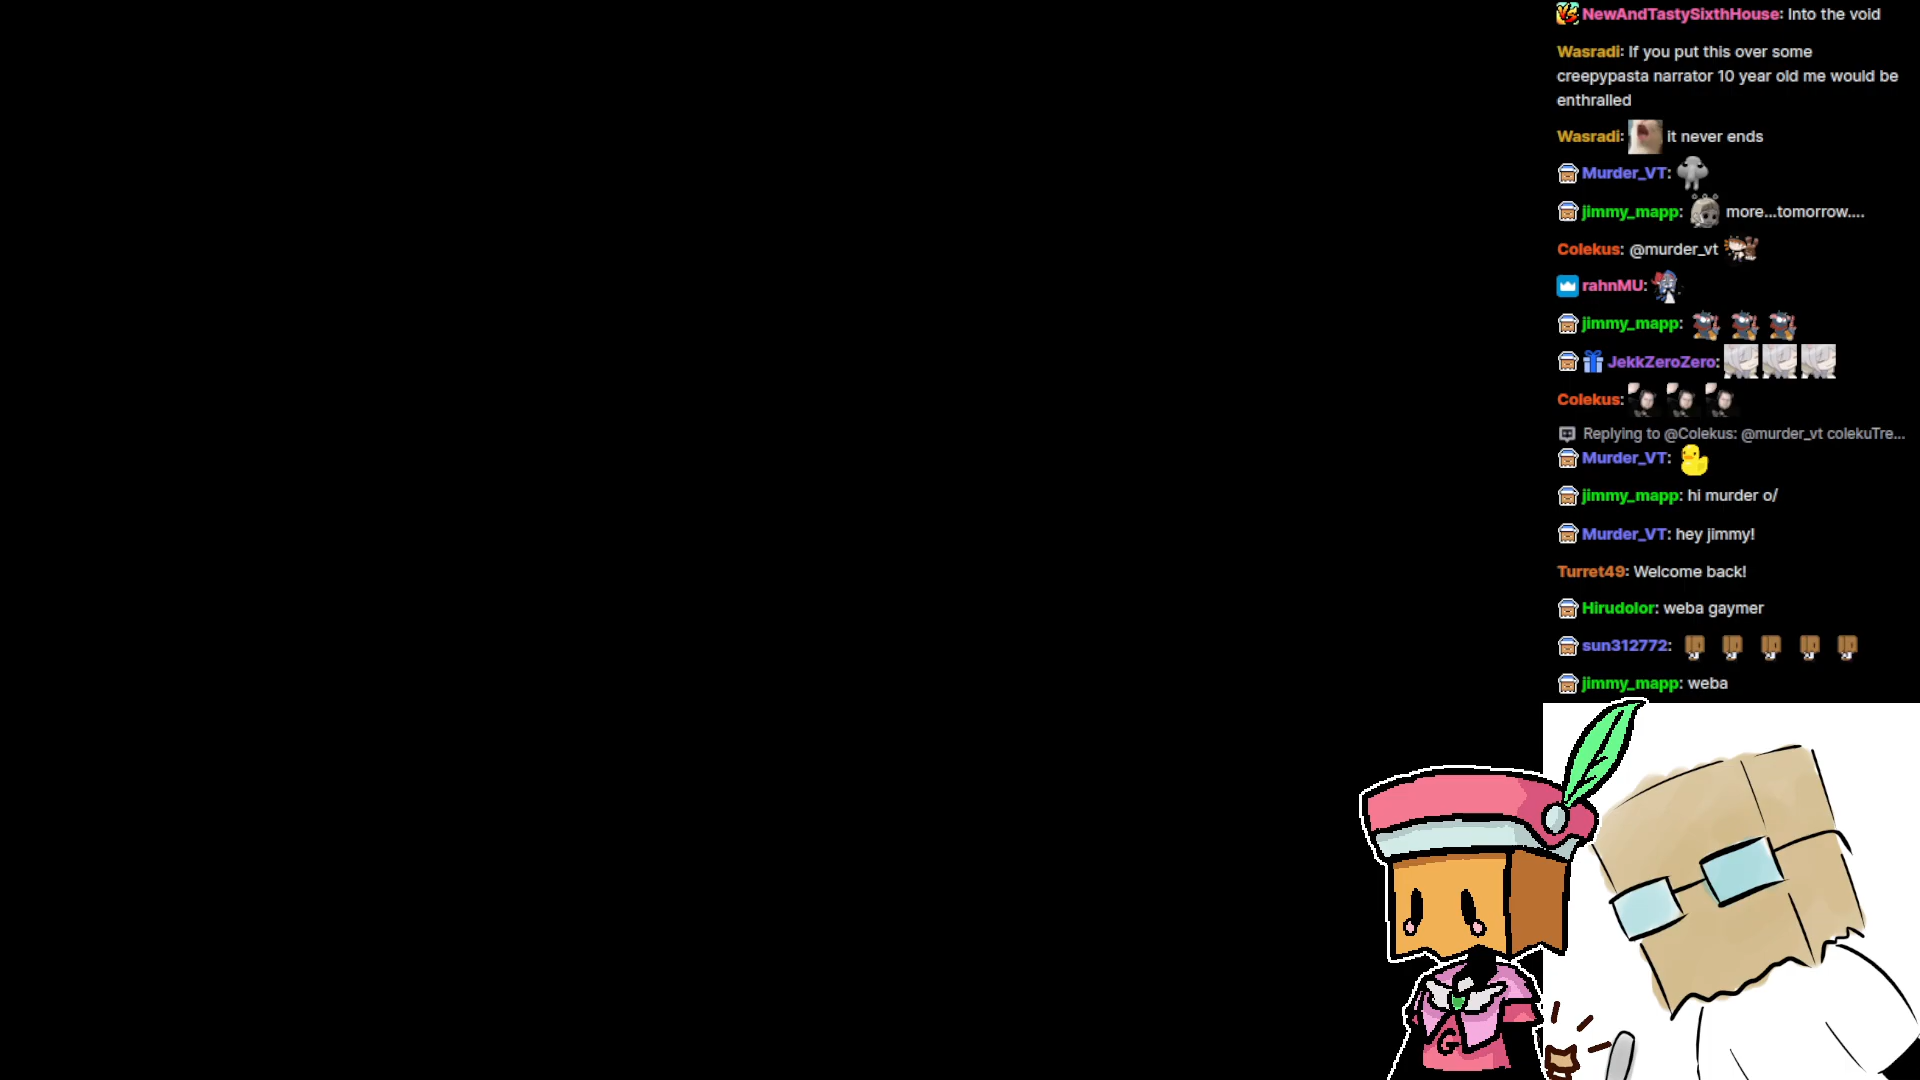 NewAndTastySixthHouse: Into the void
Wasradi: If you put this over some
creepypasta narrator 10 year old me would be
enthralled
Wasradi: it never ends
Murder_VT:
jimmy_mapp: more...tomorrow....
Colekus: @murder_vt
rahnMU:
jimmy_mapp:
JekkZeroZero:
Colekus:
Replying to @Colekus: @murder_vt colekuTre...
Murder_VT:
jimmy_mapp: hi murder o/
Murder_VT: hey jimmy!
Turret49: Welcome back!
Hirudolor: weba gaymer
sun312772:
jimmy_mapp: weba
G